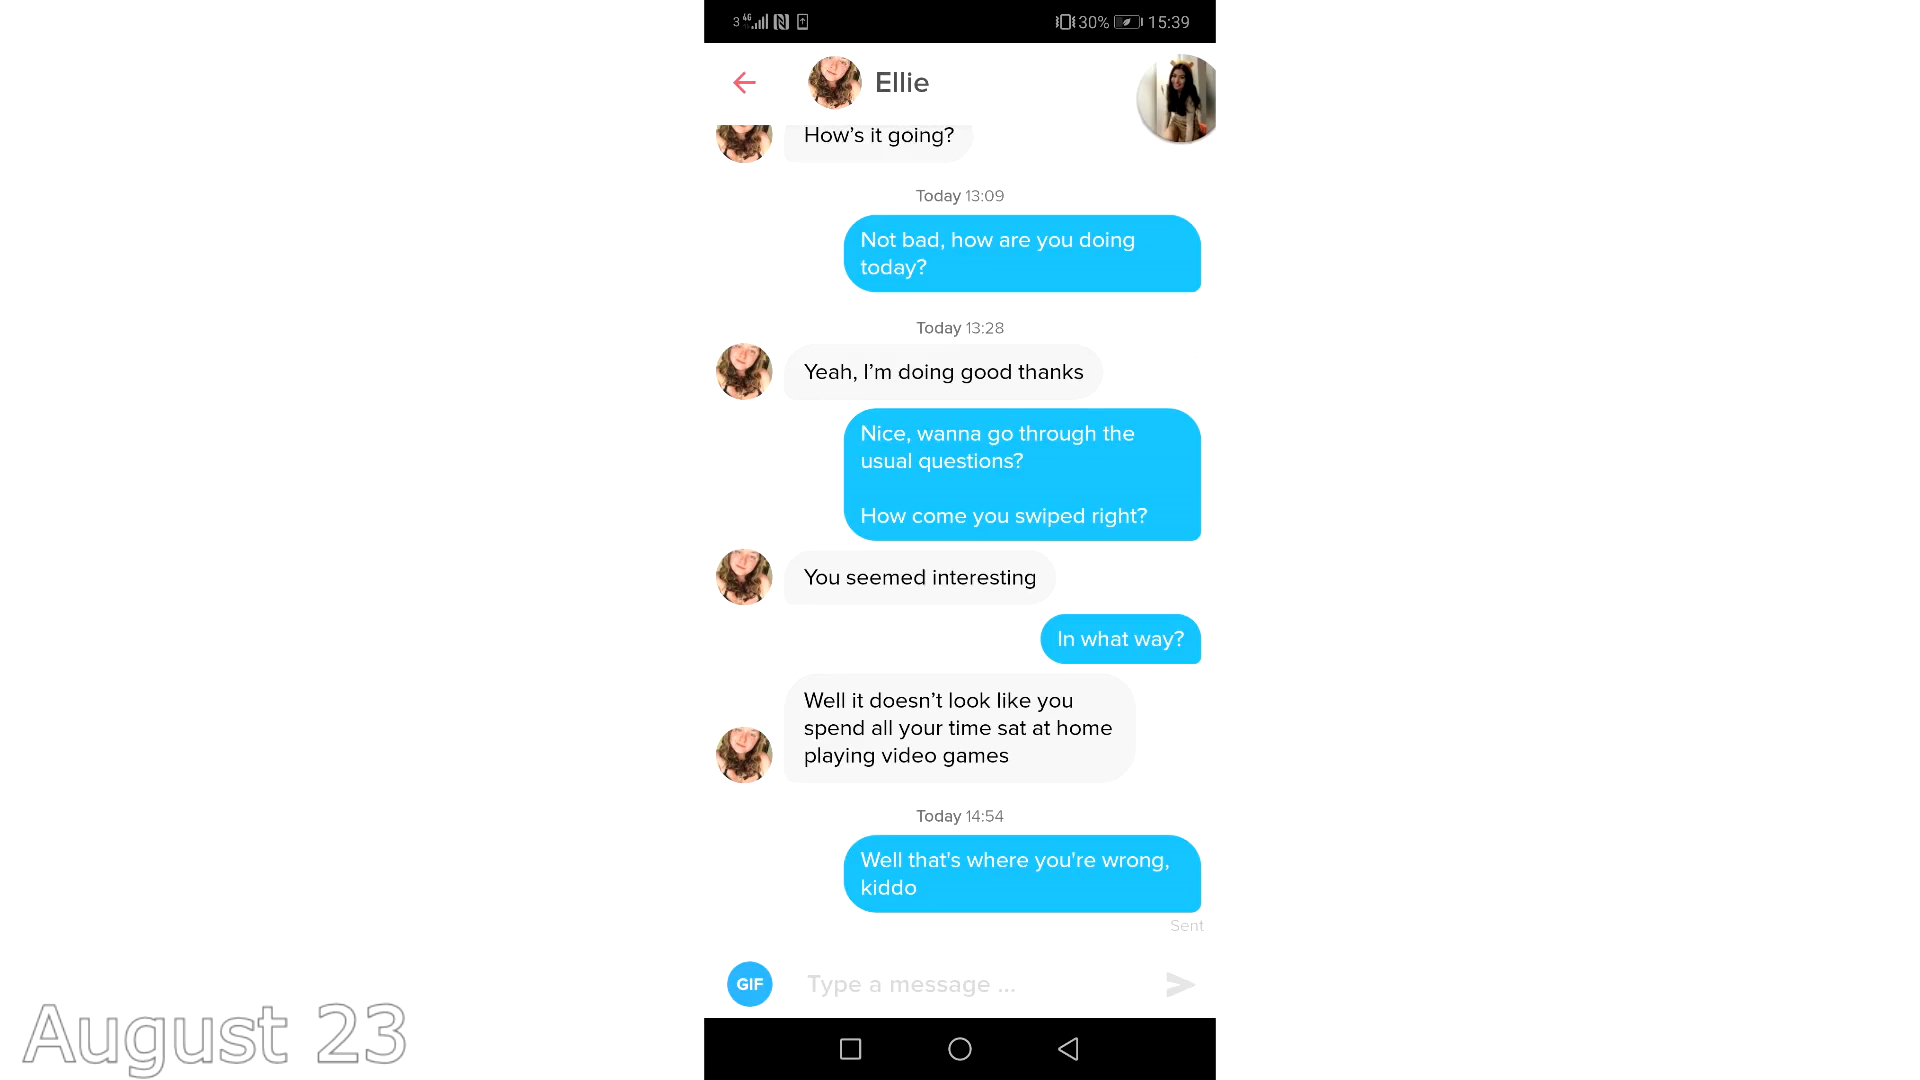 3 4G 30% 15:39
Ellie
How’s it going?
Today 13:09
Not bad, how are you doing
today?
Today 13:28
Yeah, I’m doing good thanks
Nice, wanna go through the
usual questions?
How come you swiped right?
You seemed interesting
In what way?
Well it doesn’t look like you
spend all your time sat at home
playing video games
Today 14:54
Well that's where you're wrong,
kiddo
Sent
GIF Type a message ...
August 23